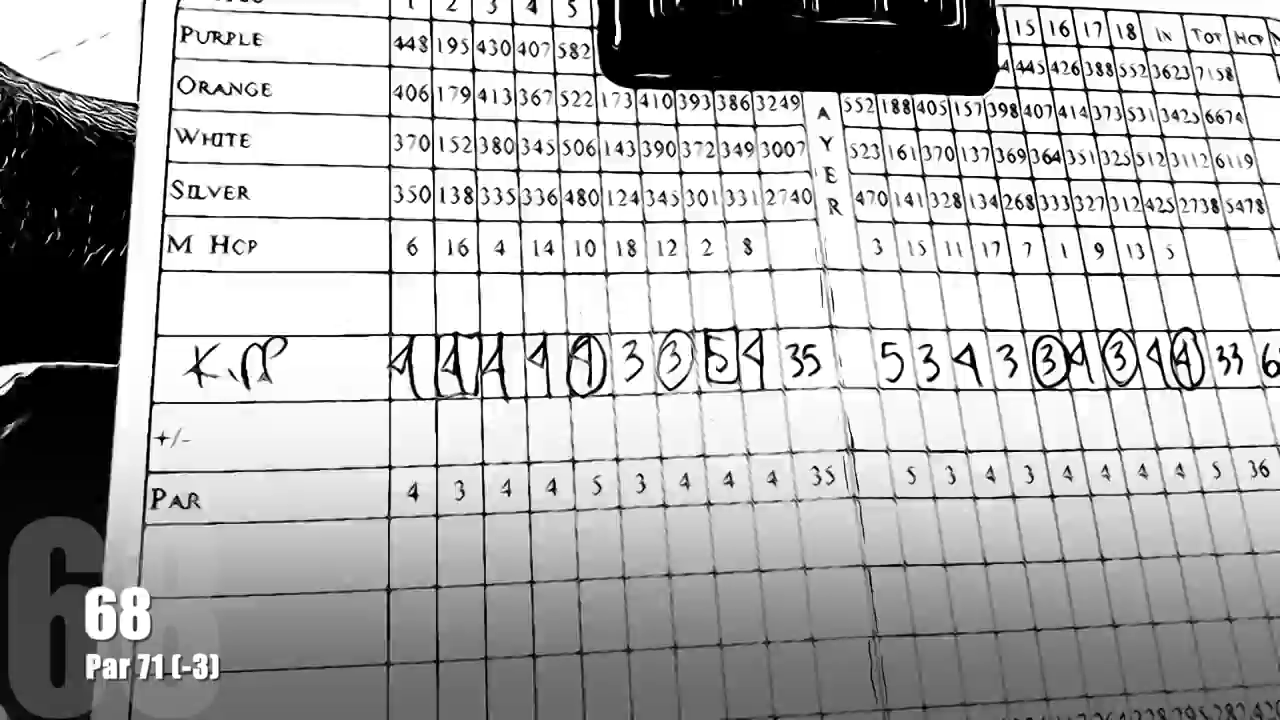 1 2 3 4 5 15 16 17 18 IN TOT HCP
PURPLE 448 195 430 407 582 445 426 388 552 3623 7158
ORANGE 406 179 413 367 522 173 410 393 386 3249 552 188 405 157 398 407 414 373 531 3425 6674
WHITE 370 152 380 345 506 143 390 372 349 3007 523 161 370 137 369 364 351 325 512 3112 6119
SILVER 350 138 335 336 480 124 345 301 331 2740 470 141 328 134 268 333 327 312 425 2738 5478
AYER
M HCP 6 16 4 14 10 18 12 2 8 3 15 11 17 7 1 9 13 5
4 4 4 4 4 3 3 5 4 35 5 3 4 3 3 4 3 4 4 33
+/-
PAR 4 3 4 4 5 3 4 4 4 35 5 3 4 3 4 4 4 4 5 36
68
68
Par 71 (-3)